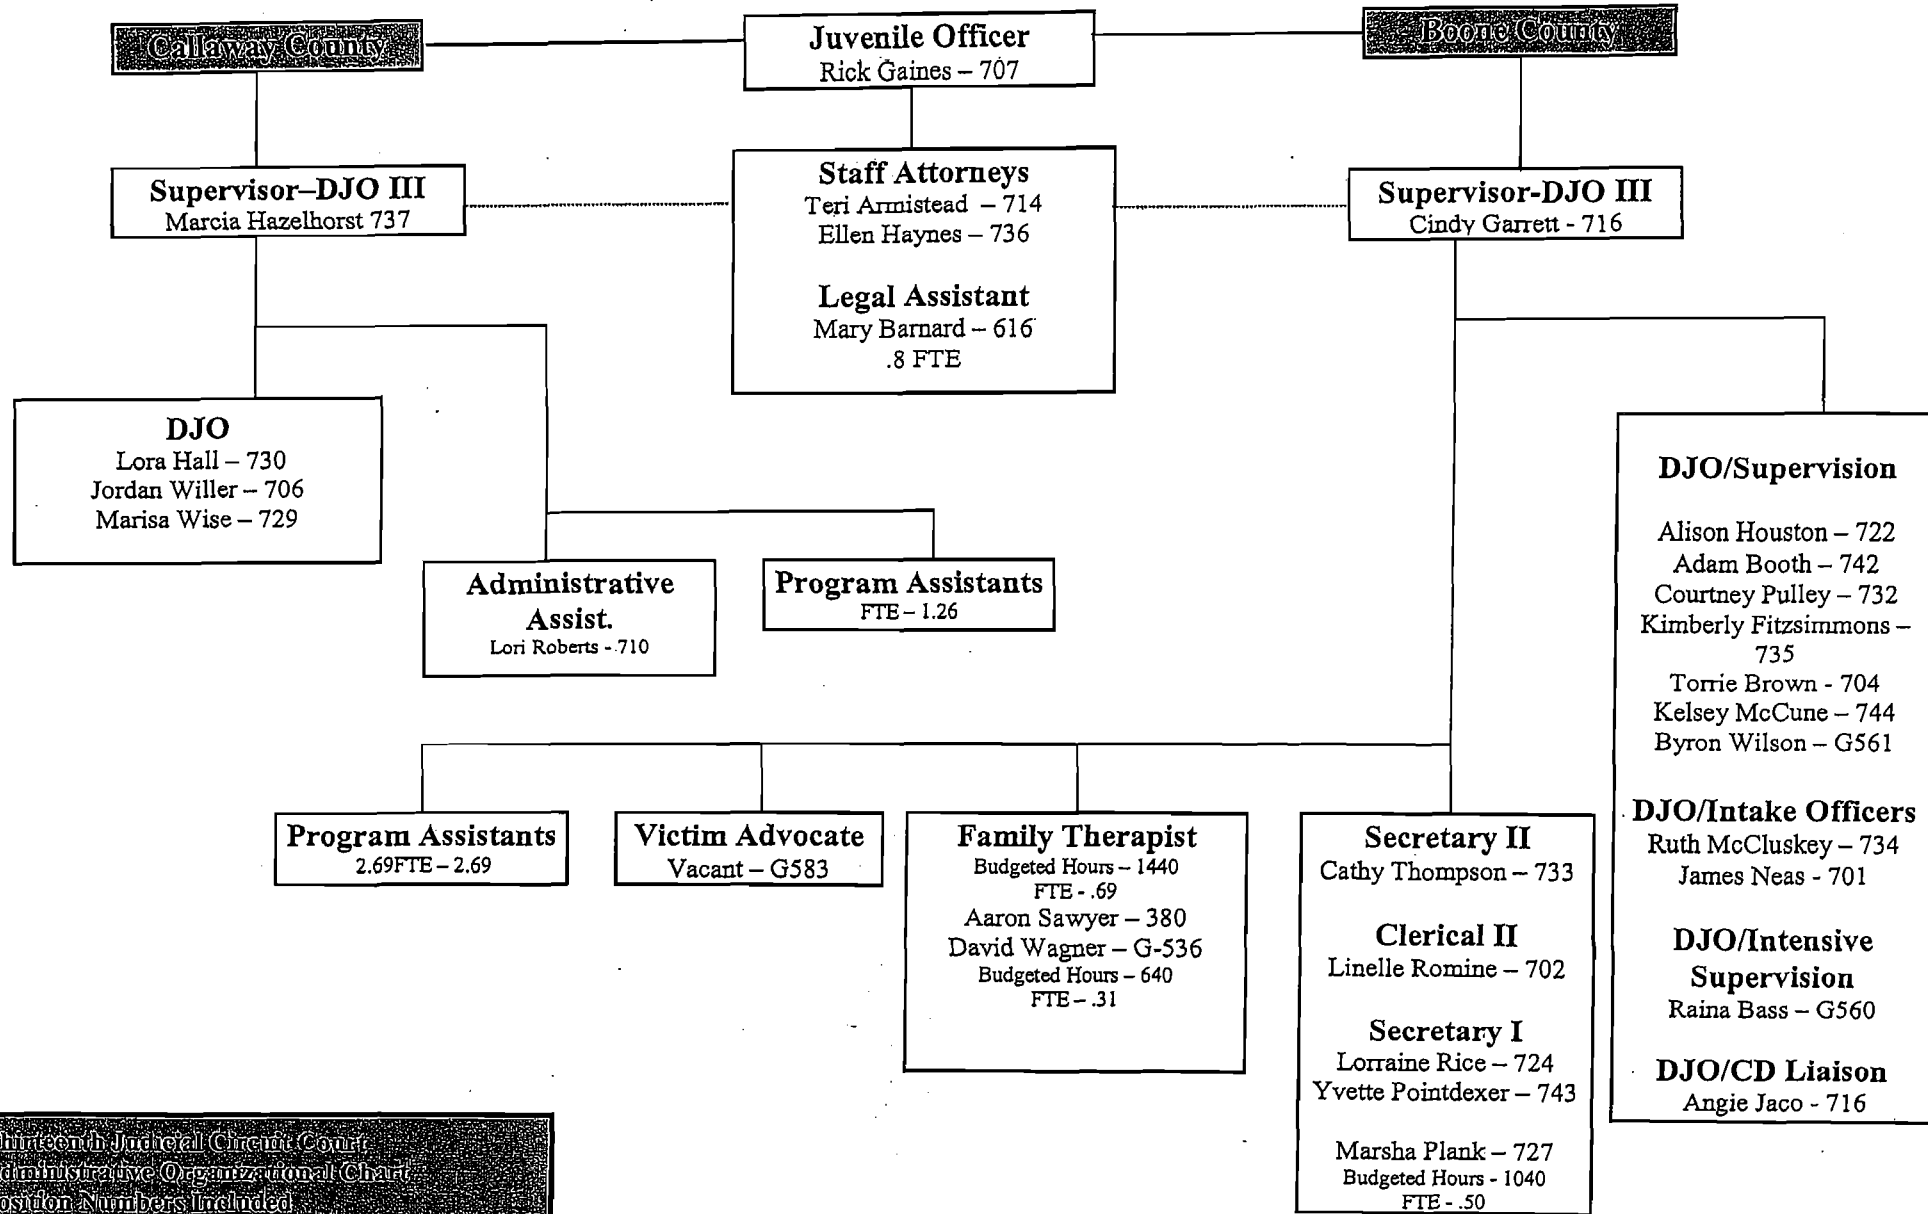 Callaway County
Juvenile Officer
Rick Gaines – 707
Boone County
Supervisor–DJO III
Marcia Hazelhorst 737
Staff Attorneys
Teri Armistead – 714
Ellen Haynes – 736
Legal Assistant
Mary Barnard – 616
.8 FTE
Supervisor-DJO III
Cindy Garrett - 716
DJO
Lora Hall – 730
Jordan Willer – 706
Marisa Wise – 729
Administrative
Assist.
Lori Roberts - 710
Program Assistants
FTE – 1.26
DJO/Supervision
Alison Houston – 722
Adam Booth – 742
Courtney Pulley – 732
Kimberly Fitzsimmons –
735
Torrie Brown - 704
Kelsey McCune – 744
Byron Wilson – G561
DJO/Intake Officers
Ruth McCluskey – 734
James Neas - 701
DJO/Intensive
Supervision
Raina Bass – G560
DJO/CD Liaison
Angie Jaco - 716
Program Assistants
2.69FTE – 2.69
Victim Advocate
Vacant – G583
Family Therapist
Budgeted Hours – 1440
FTE - .69
Aaron Sawyer – 380
David Wagner – G-536
Budgeted Hours – 640
FTE – .31
Secretary II
Cathy Thompson – 733
Clerical II
Linelle Romine – 702
Secretary I
Lorraine Rice – 724
Yvette Pointdexer – 743
Marsha Plank – 727
Budgeted Hours - 1040
FTE - .50
hirteenth Judicial Circuit Court
dministrative Organizational Chart
osition Numbers Included